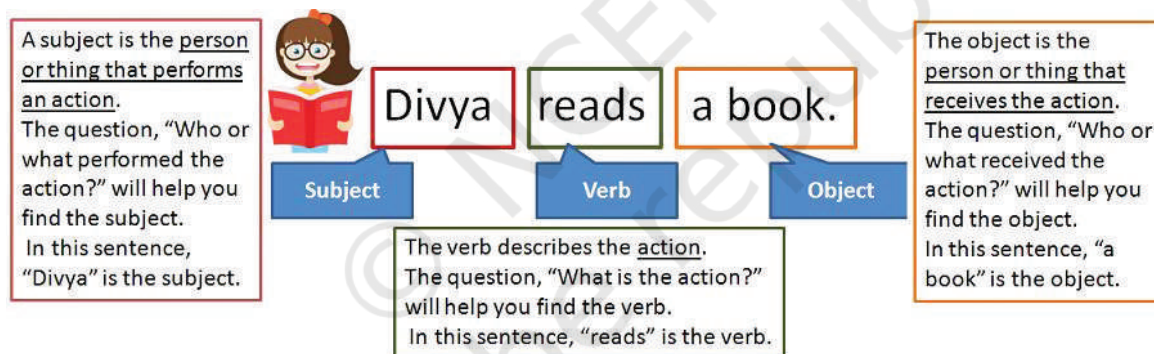 A subject is the person
or thing that performs
an action.
The question, “Who or
what performed the
action?” will help you
find the subject.
In this sentence,
“Divya” is the subject.
Divya reads a book.
Subject
Verb
Object
The verb describes the action.
The question, “What is the action?”
will help you find the verb.
In this sentence, “reads” is the verb.
The object is the
person or thing that
receives the action.
The question, “Who or
what received the
action?” will help you
find the object.
In this sentence, “a
book” is the object.